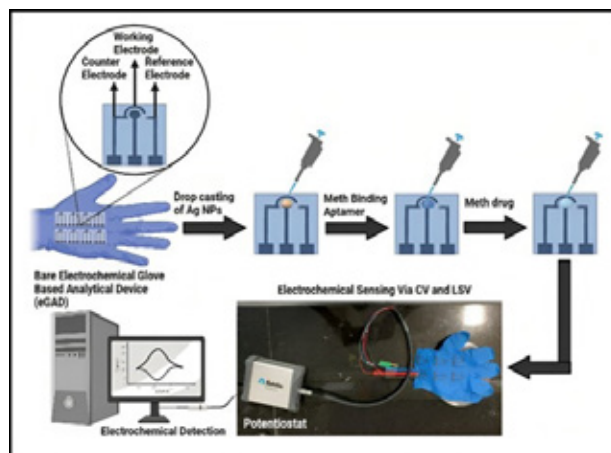 Working
Electrode
Counter
Electrode
Reference
Electrode
Drop casting
of Ag NPs
Meth Binding
Aptamer
Meth drug
Bare Electrochemical Glove
Based Analytical Device
(eGAD)
Electrochemical Sensing Via CV and LSV
Potentiostat
Electrochemical Detection